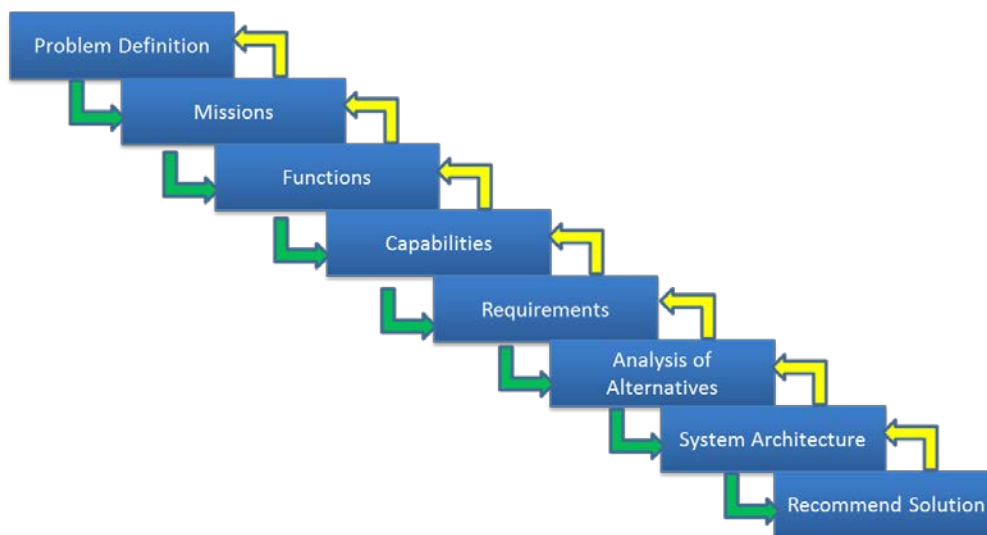 Problem Definition
Missions
Functions
Capabilities
Requirements
Analysis of
Alternatives
System Architecture
Recommend Solution